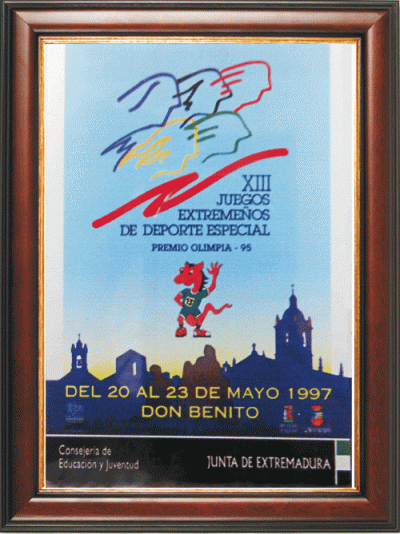 XIII
JUEGOS
EXTREMEÑOS
DE DEPORTE ESPECIAL
PREMIO OLIMPIA - 95
DEL 20 AL 23 DE MAYO 1997
DON BENITO
Consejería de
Educación y Juventud
JUNTA DE EXTREMADURA